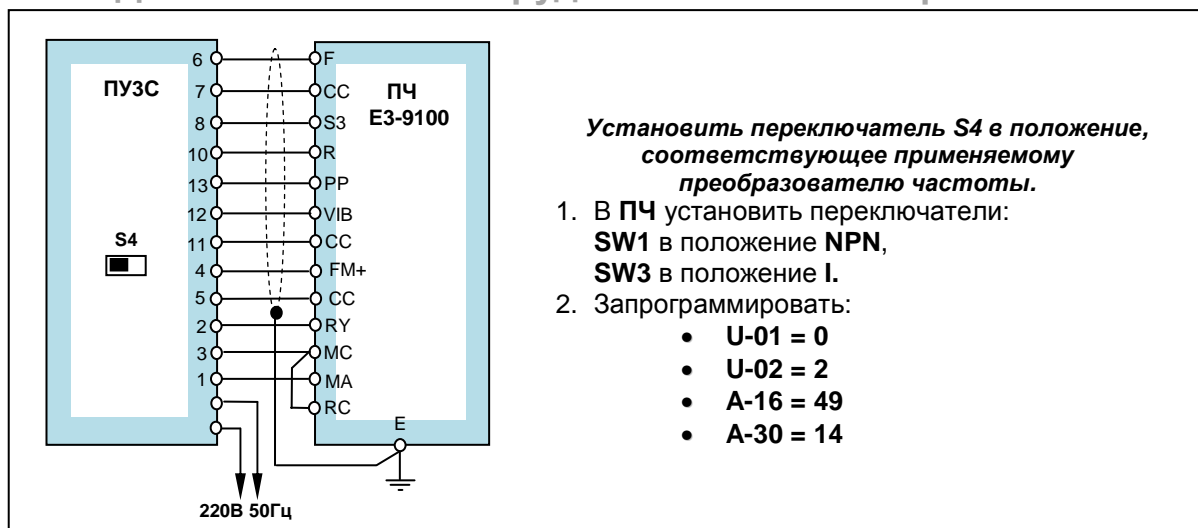 ПУ3С
S4
6
7
8
10
13
12
11
4
5
2
3
1
F
CC
S3
R
PP
VIB
CC
FM+
CC
RY
MC
MA
RC
ПЧ
E3-9100
E
220В 50Гц
Установить переключатель S4 в положение,
соответствующее применяемому
преобразователю частоты.
1. В ПЧ установить переключатели:
SW1 в положение NPN,
SW3 в положение I.
2. Запрограммировать:
• U-01 = 0
• U-02 = 2
• A-16 = 49
• A-30 = 14